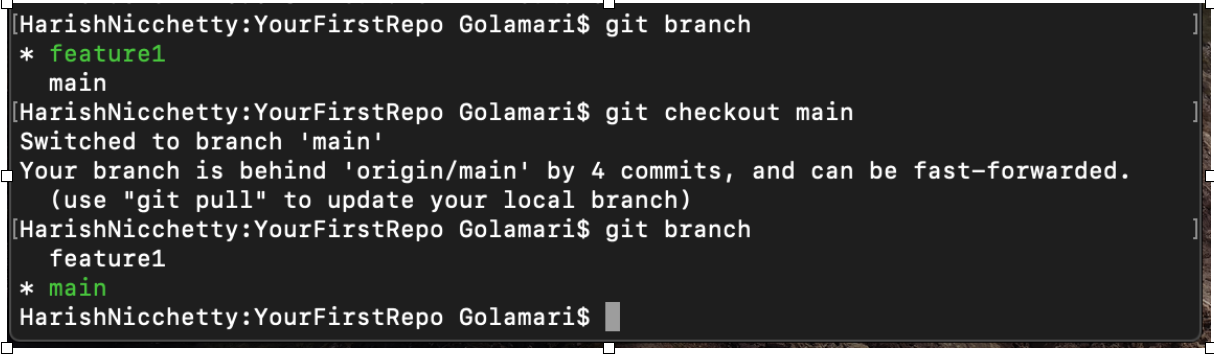 [HarishNicchetty:YourFirstRepo Golamari$ git branch ]
* feature1
  main
[HarishNicchetty:YourFirstRepo Golamari$ git checkout main ]
Switched to branch 'main'
Your branch is behind 'origin/main' by 4 commits, and can be fast-forwarded.
  (use "git pull" to update your local branch)
[HarishNicchetty:YourFirstRepo Golamari$ git branch ]
  feature1
* main
HarishNicchetty:YourFirstRepo Golamari$